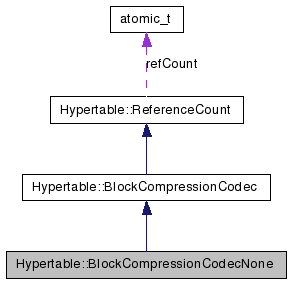 atomic_t
refCount
Hypertable::ReferenceCount
Hypertable::BlockCompressionCodec
Hypertable::BlockCompressionCodecNone